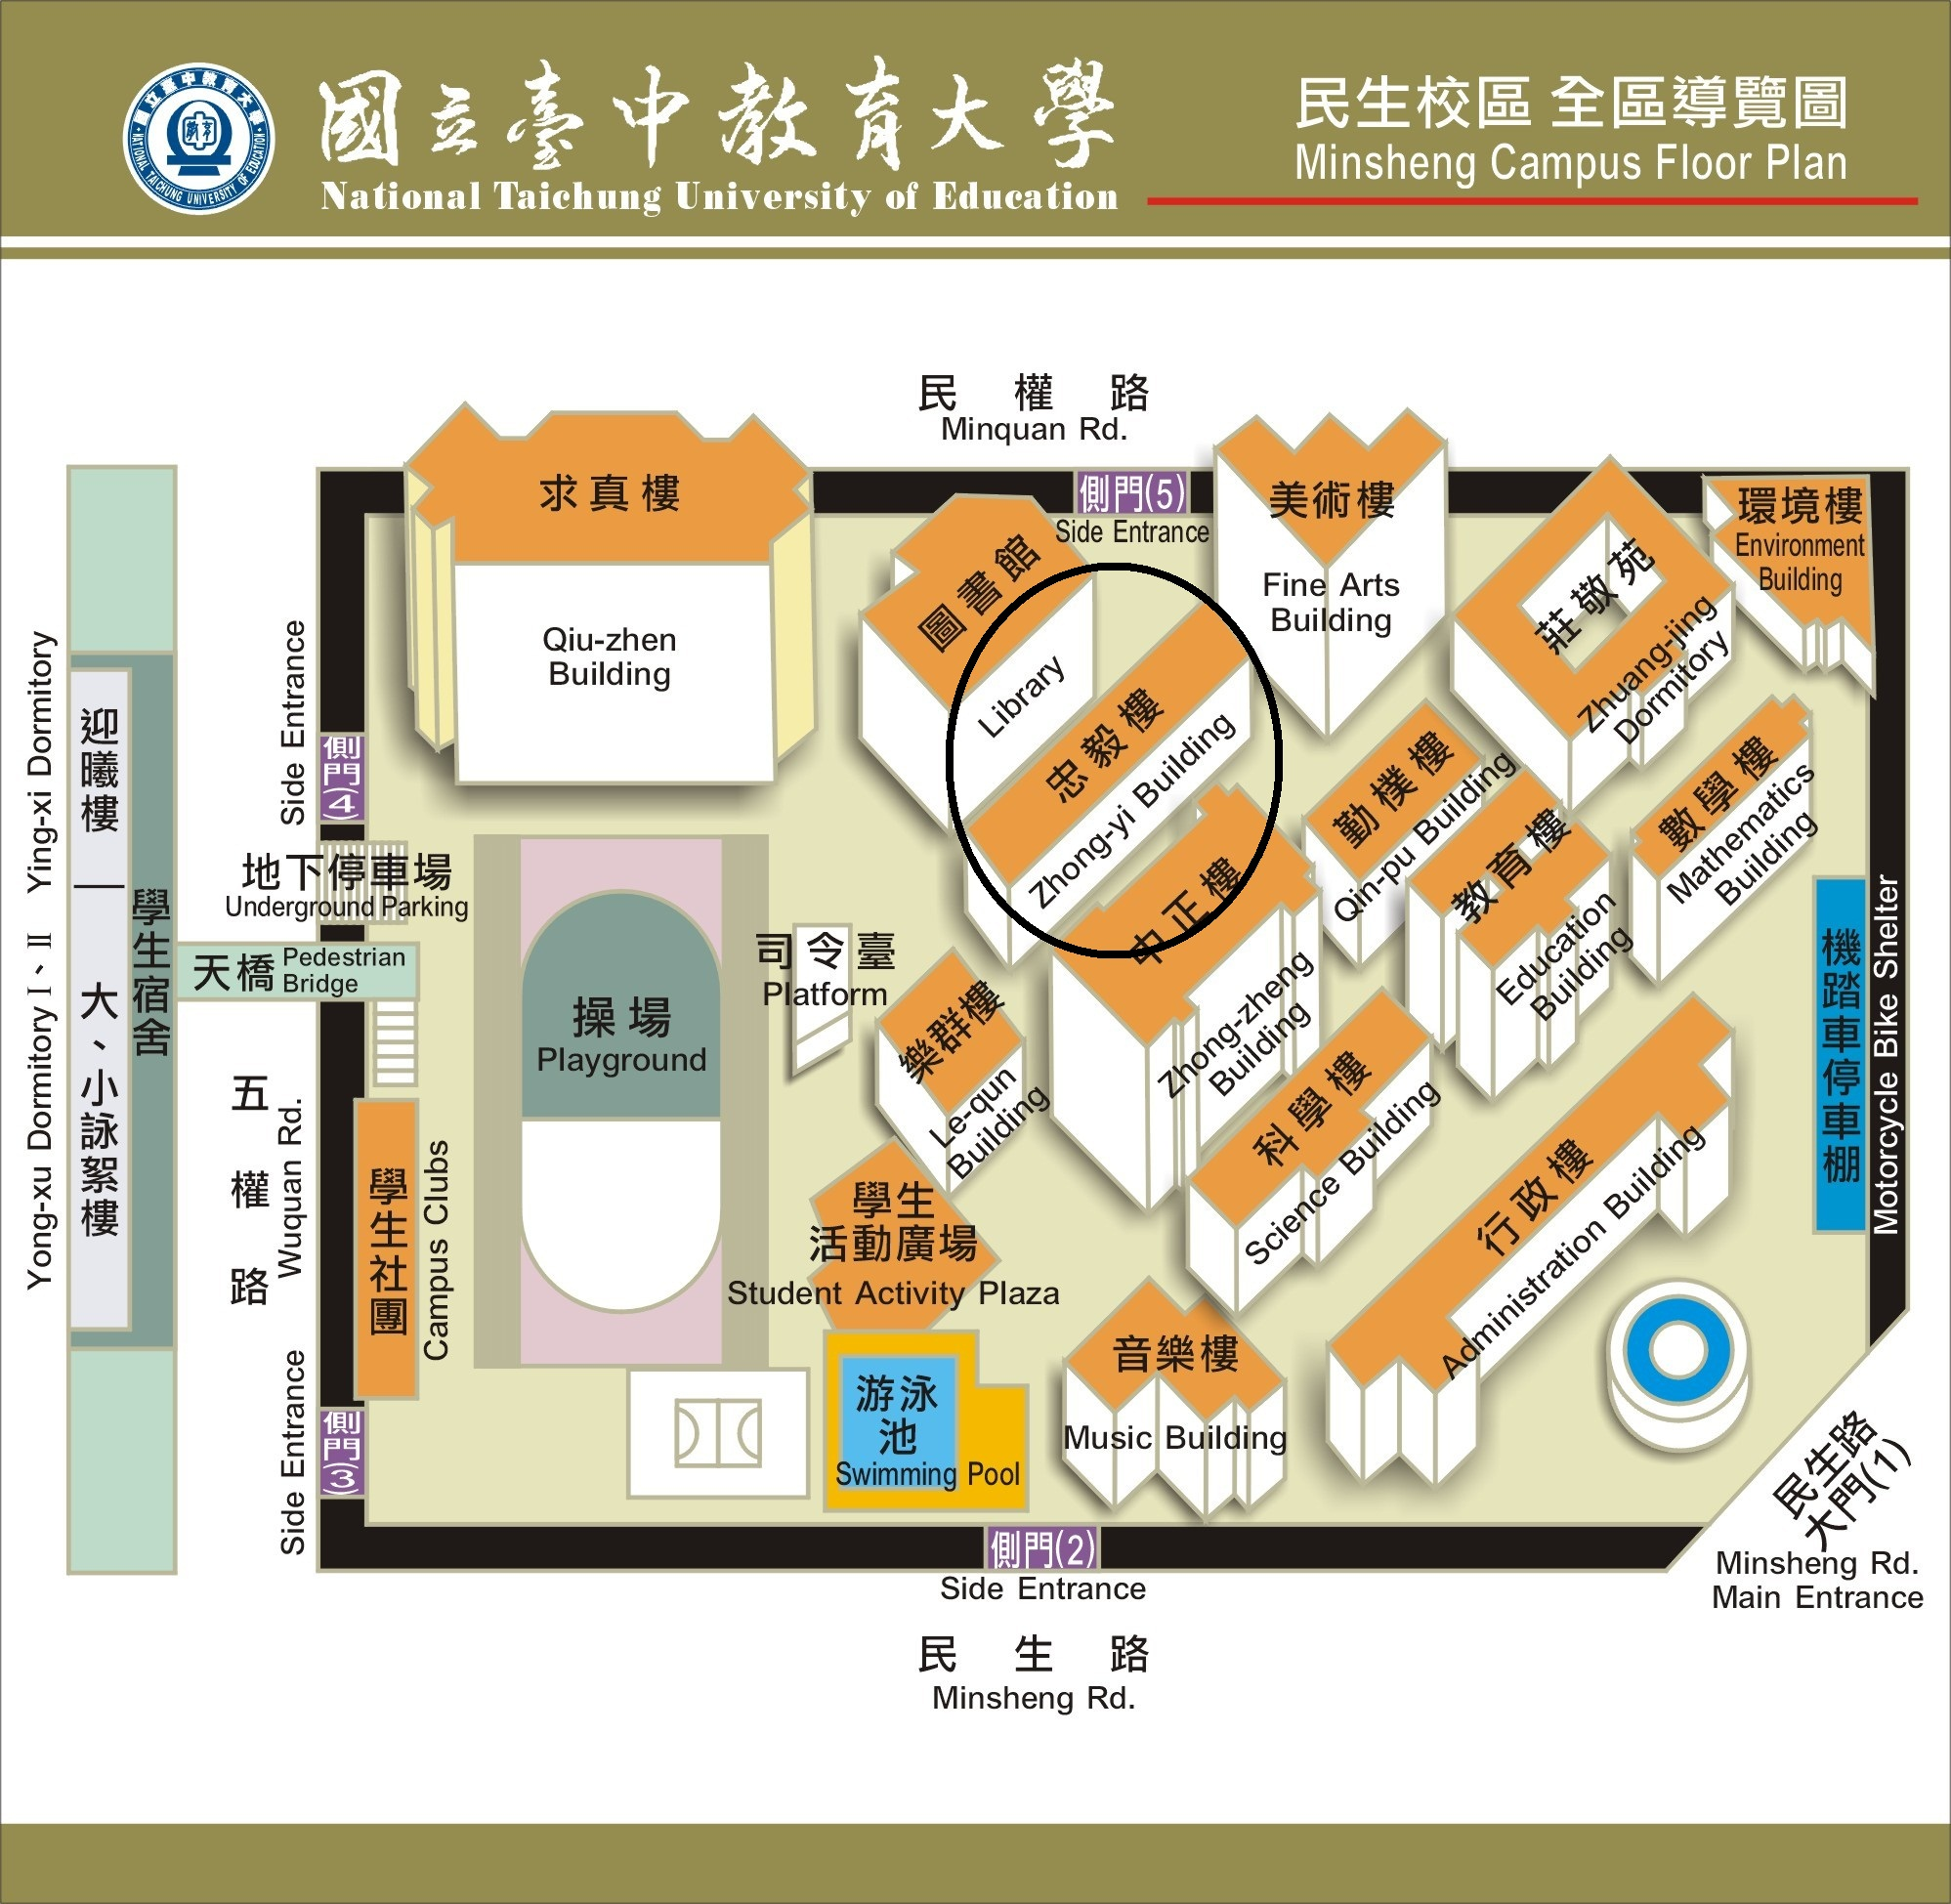 國立臺中教育大學
National Taichung University of Education
NATIONAL TAICHUNG UNIVERSITY OF EDUCATION
民生校區 全區導覽圖
Minsheng Campus Floor Plan
民權路
Minquan Rd.
求真樓
Qiu-zhen
Building
側門(5)
Side Entrance
圖書館
Library
美術樓
Fine Arts
Building
莊敬苑
Zhuang-jing
Dormitory
環境樓
Environment
Building
忠毅樓
Zhong-yi Building
勤樸樓
Qin-pu Building
教育樓
Education
Building
數學樓
Mathematics
Building
中正樓
Zhong-zheng
Building
側門(4)
Side Entrance
迎曦樓
Ying-xi Dormitory
大、小詠絮樓
Yong-xu Dormitory I、II
學生宿舍
地下停車場
Underground Parking
天橋
Pedestrian
Bridge
操場
Playground
司令臺
Platform
樂群樓
Le-qun
Building
科學樓
Science Building
行政樓
Administration Building
機踏車停車棚
Motorcycle Bike Shelter
五權路
Wuquan Rd.
學生社團
Campus Clubs
學生
活動廣場
Student Activity Plaza
游泳
池
Swimming Pool
音樂樓
Music Building
側門(3)
Side Entrance
側門(2)
Side Entrance
民生路
大門(1)
Minsheng Rd.
Main Entrance
民生路
Minsheng Rd.